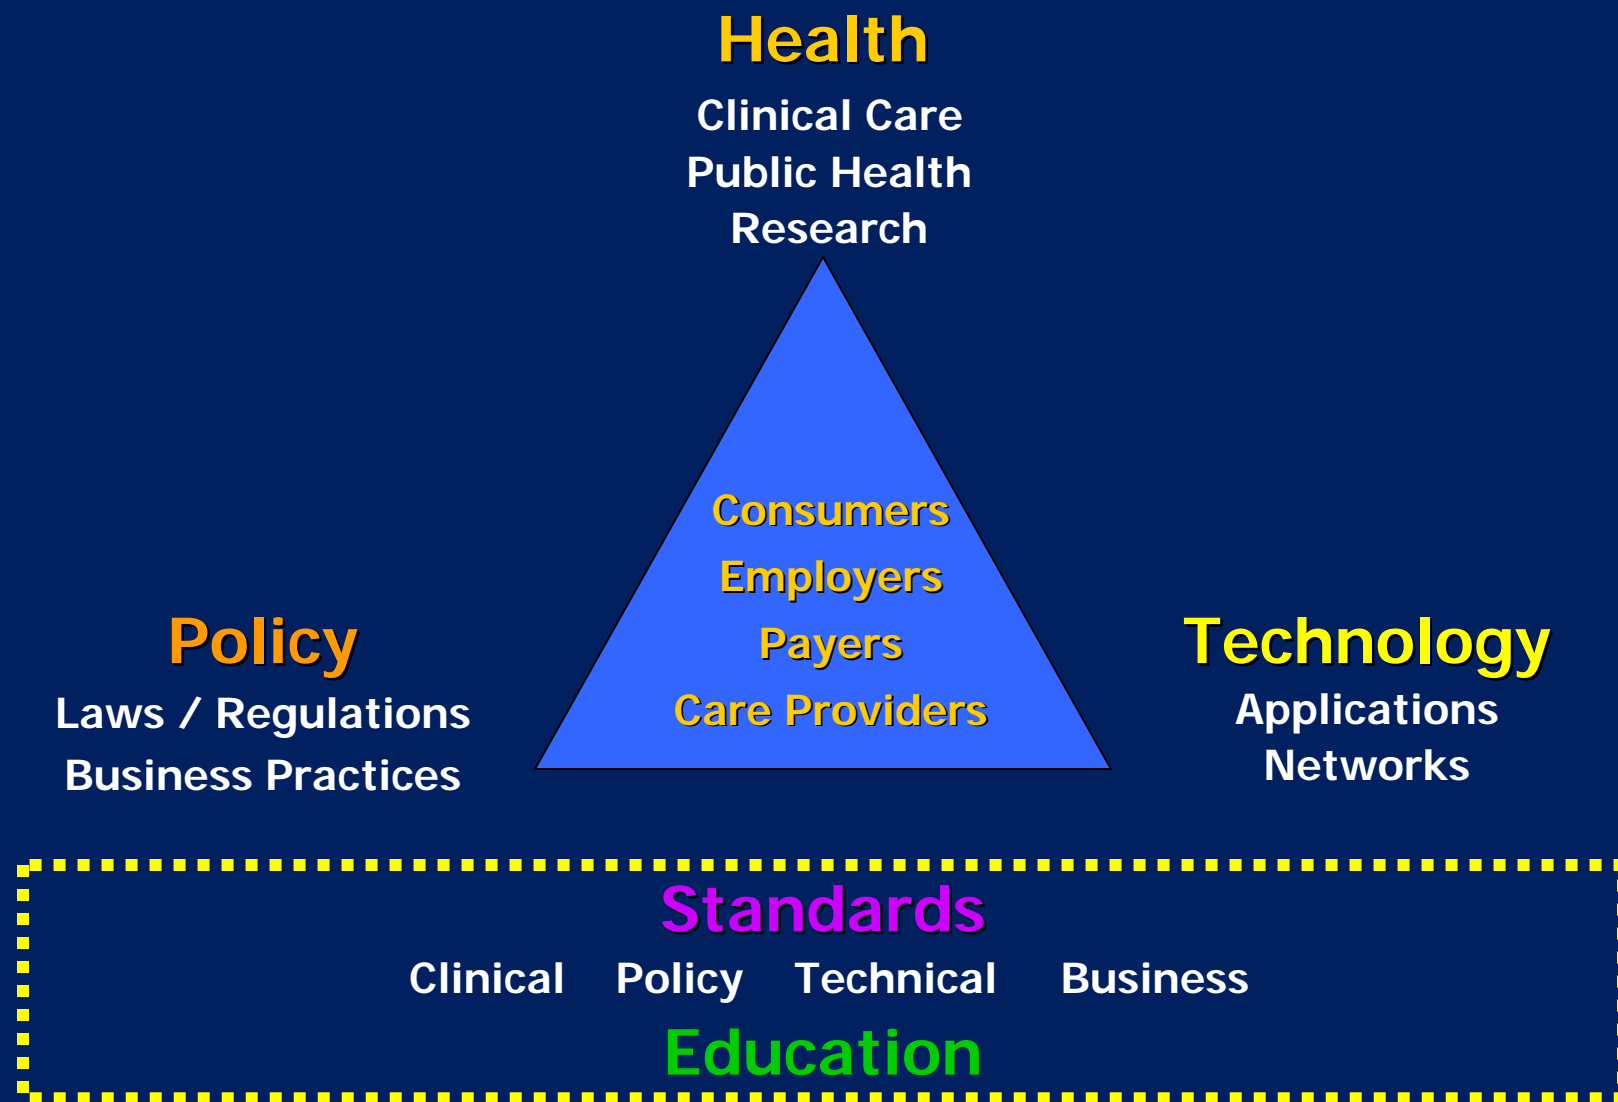 Health
Clinical Care
Public Health
Research
Consumers
Employers
Payers
Care Providers
Policy
Laws / Regulations
Business Practices
Technology
Applications
Networks
Standards
Clinical Policy Technical Business
Education